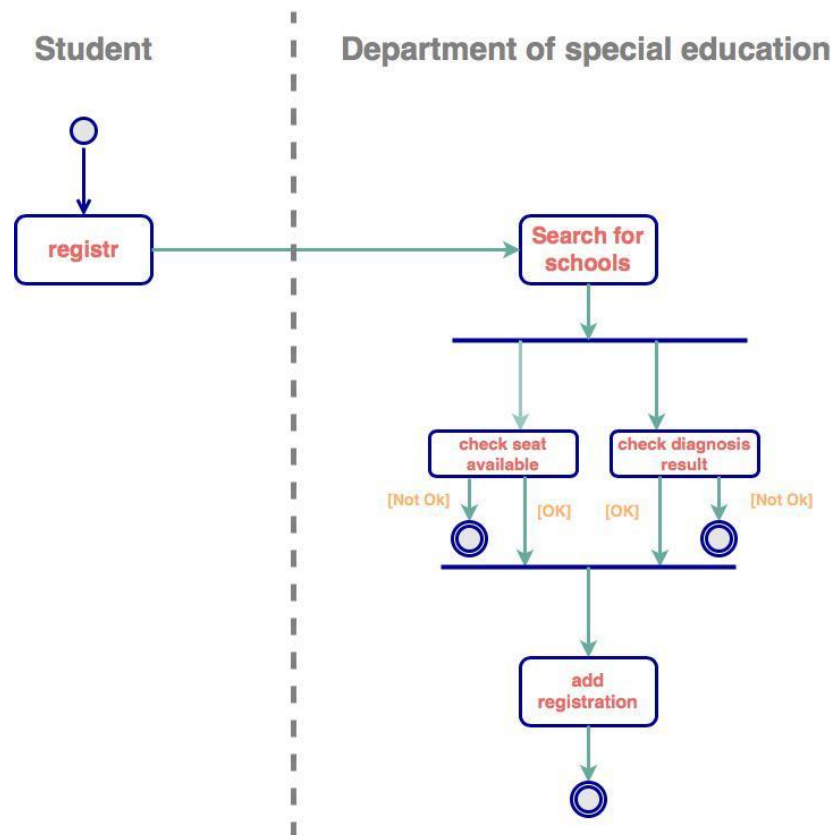 Student
Department of special education
registr
Search for
schools
check seat
available
check diagnosis
result
[Not Ok]
[OK]
[OK]
[Not Ok]
add
registration